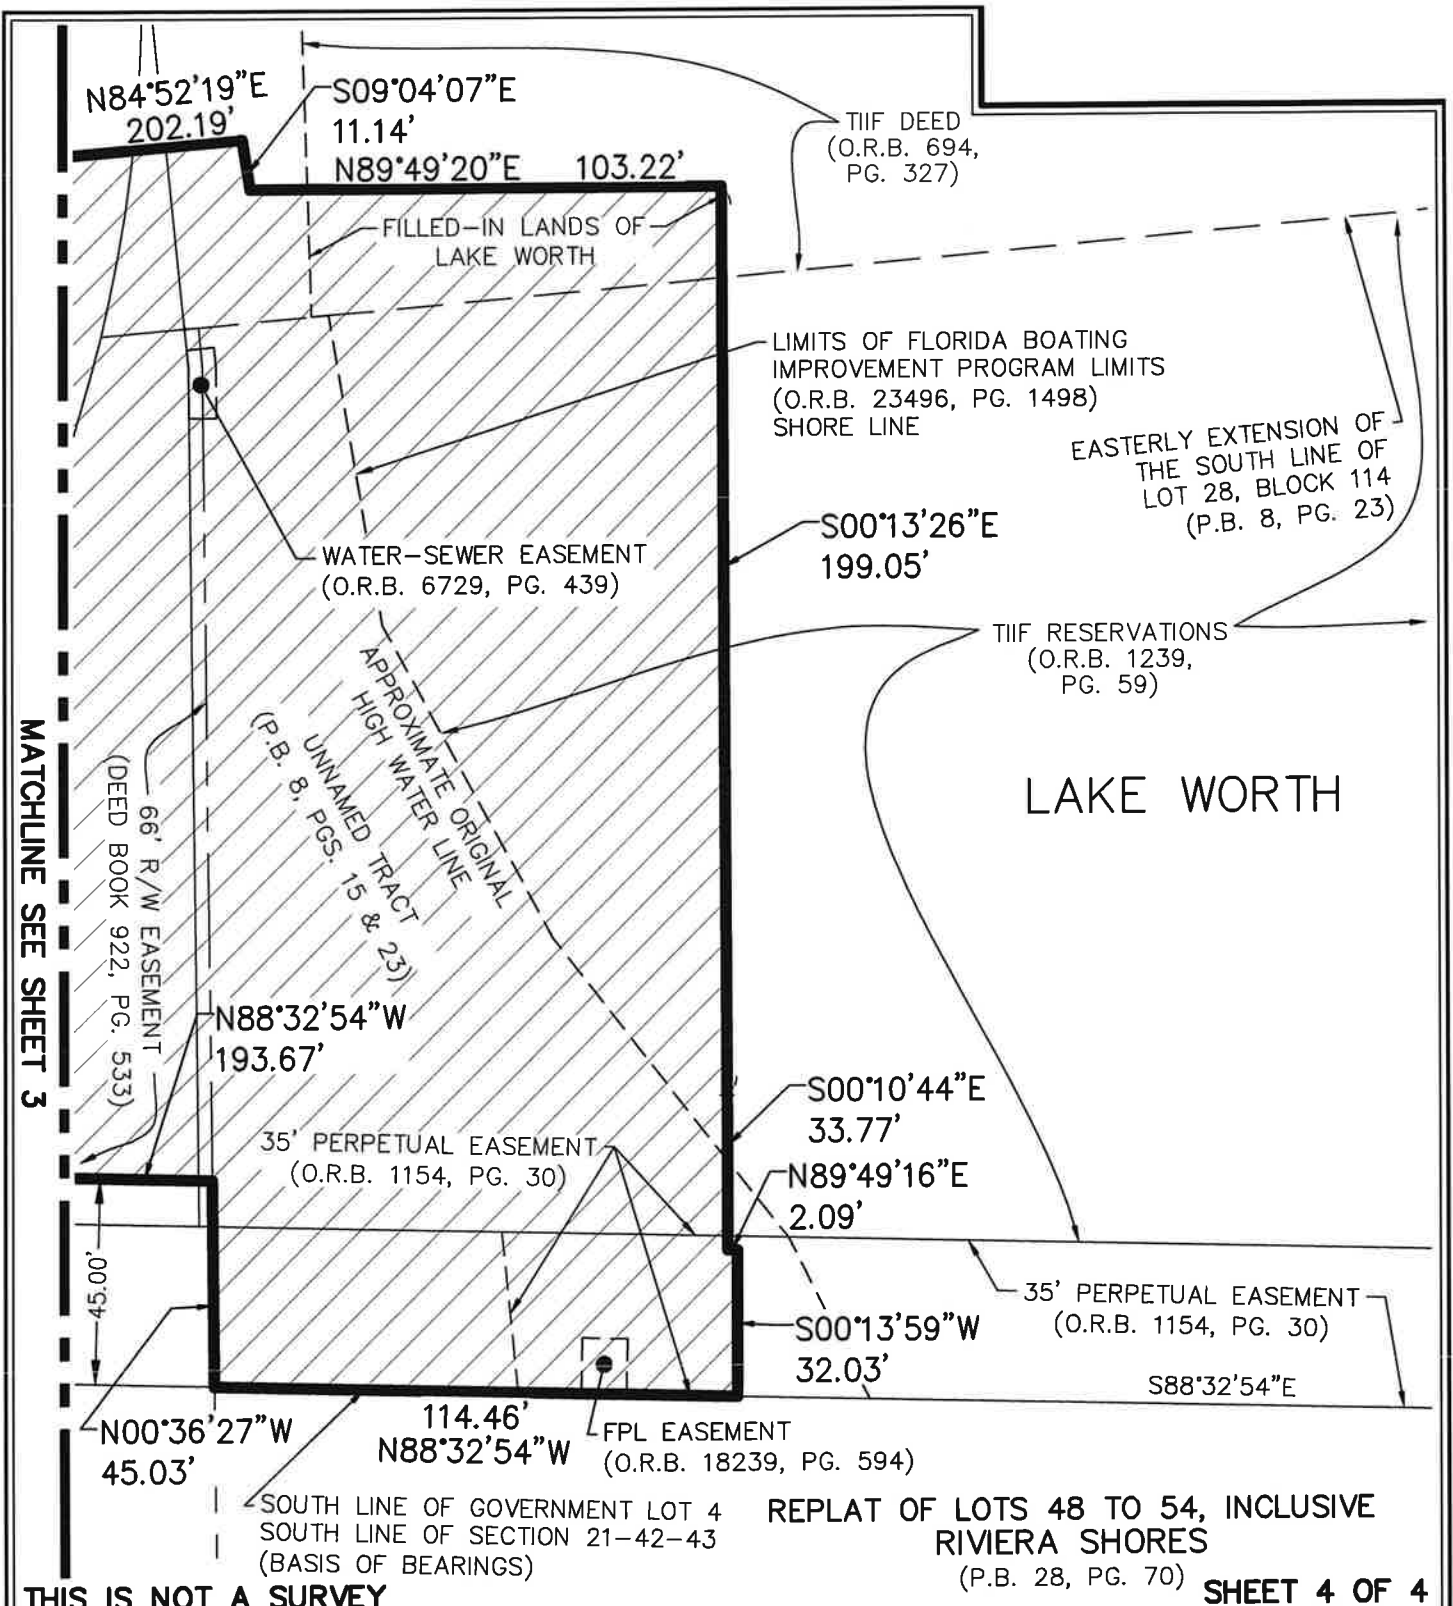 N84°52'19"E
202.19'
S09°04'07"E
11.14'
N89°49'20"E 103.22'
TIIF DEED
(O.R.B. 694,
PG. 327)
FILLED-IN LANDS OF
LAKE WORTH
LIMITS OF FLORIDA BOATING
IMPROVEMENT PROGRAM LIMITS
(O.R.B. 23496, PG. 1498)
SHORE LINE
EASTERLY EXTENSION OF
THE SOUTH LINE OF
LOT 28, BLOCK 114
(P.B. 8, PG. 23)
S00°13'26"E
199.05'
WATER-SEWER EASEMENT
(O.R.B. 6729, PG. 439)
TIIF RESERVATIONS
(O.R.B. 1239,
PG. 59)
APPROXIMATE ORIGINAL
HIGH WATER LINE
UNNAMED TRACT
(P.B. 8, PGS. 15 & 23)
MATCHLINE SEE SHEET 3
66' R/W EASEMENT
(DEED BOOK 922, PG. 533)
LAKE WORTH
N88°32'54"W
193.67'
S00°10'44"E
33.77'
35' PERPETUAL EASEMENT
(O.R.B. 1154, PG. 30)
N89°49'16"E
2.09'
45.00'
35' PERPETUAL EASEMENT
(O.R.B. 1154, PG. 30)
S00°13'59"W
32.03'
S88°32'54"E
N00°36'27"W
45.03'
114.46'
N88°32'54"W
FPL EASEMENT
(O.R.B. 18239, PG. 594)
SOUTH LINE OF GOVERNMENT LOT 4
SOUTH LINE OF SECTION 21-42-43
(BASIS OF BEARINGS)
REPLAT OF LOTS 48 TO 54, INCLUSIVE
RIVIERA SHORES
(P.B. 28, PG. 70)
THIS IS NOT A SURVEY
SHEET 4 OF 4